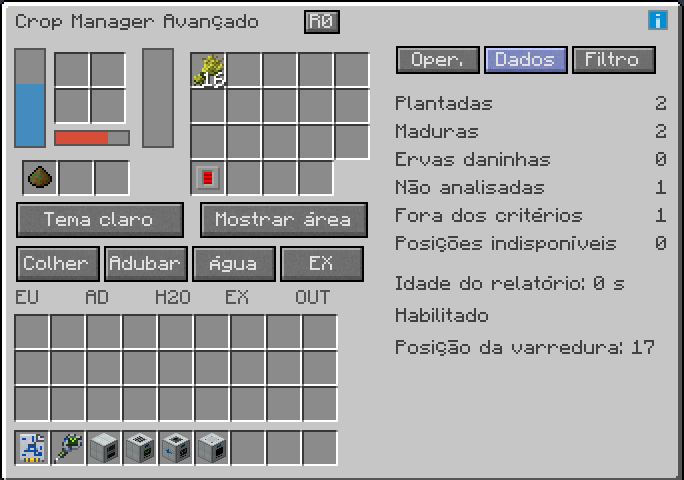 Crop Manager Avançado R0 i
Oper. Dados Filtro
16
Plantadas 2
Maduras 2
Ervas daninhas 0
Não analisadas 1
Fora dos critérios 1
Posições indisponíveis 0
Idade do relatório: 0 s
Habilitado
Posição da varredura: 17
Tema claro Mostrar área
Colher Adubar água EX
EU AD H2O EX OUT